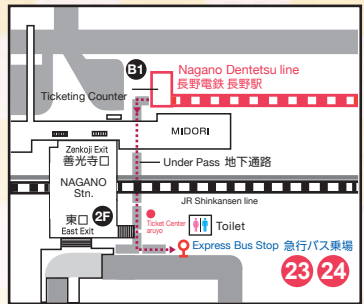 B1
Nagano Dentetsu line
長野電鉄 長野駅
Ticketing Counter
MIDORI
Zenkoji Exit
善光寺口
Under Pass 地下通路
NAGANO
Stn.
JR Shinkansen line
東口
2F
East Exit
Ticket Center
aruyo
Toilet
Express Bus Stop 急行バス乗場
23 24